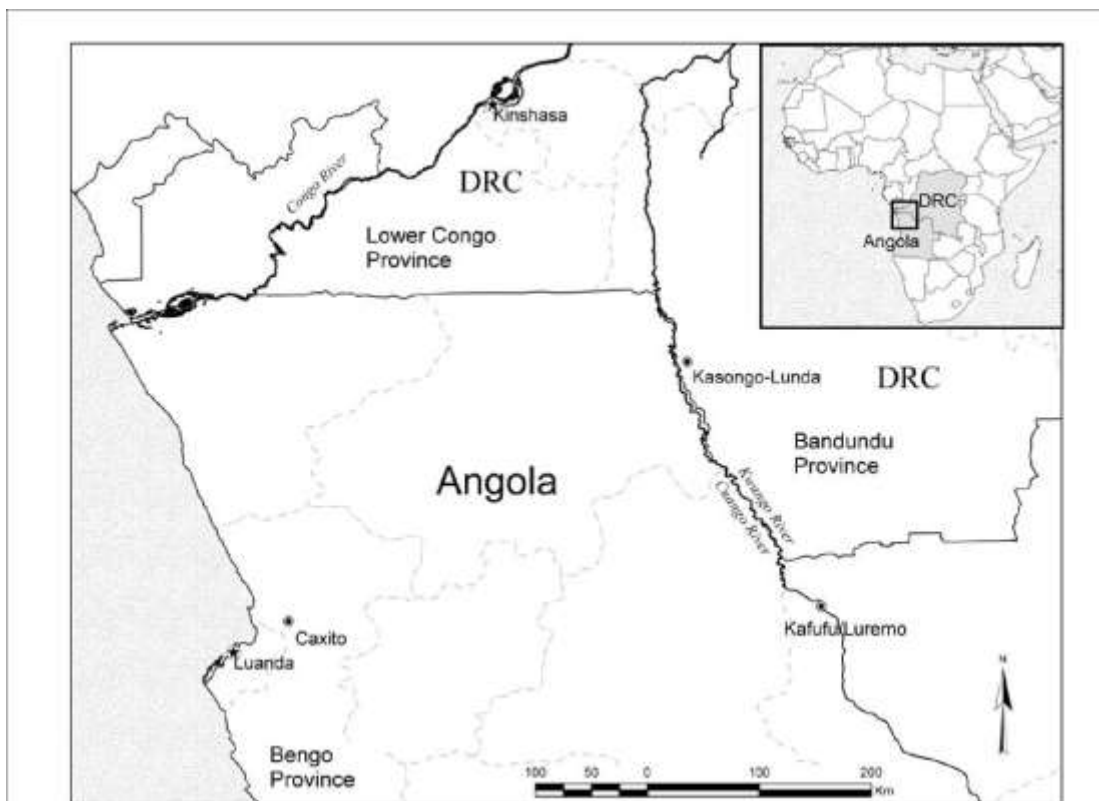 Kinshasa
Congo River
DRC
Lower Congo
Province
DRC
Angola
Kasongo-Lunda
DRC
Bandundu
Province
Angola
Kwango River
Cuango River
Kafufu/Luremo
Caxito
Luanda
Bengo
Province
N
100 50 0 100 200
Km